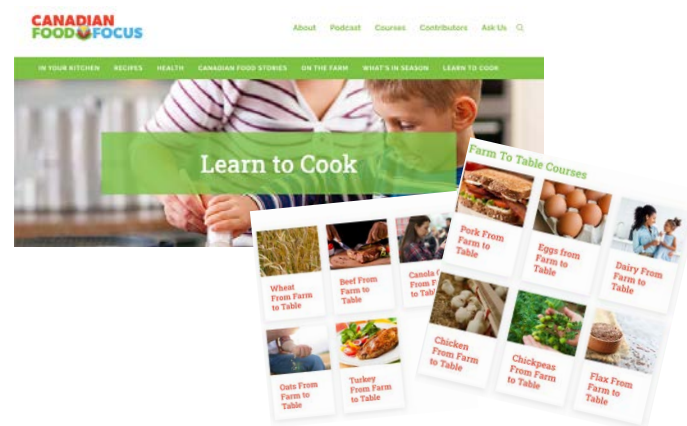 CANADIAN
FOOD FOCUS
About Podcast Courses Contributors Ask Us
IN YOUR KITCHEN RECIPES HEALTH CANADIAN FOOD STORIES ON THE FARM WHAT'S IN SEASON LEARN TO COOK
Learn to Cook
Wheat
From Farm
to Table
Beef From
Farm to
Table
Canola
From F
to Tabl
Oats From
Farm to
Table
Turkey
From Farm
to Table
Farm To Table Courses
Pork From
Farm to
Table
Eggs from
Farm to
Table
Dairy From
Farm to
Table
Chicken
From Farm
to Table
Chickpeas
From Farm
to Table
Flax From
Farm to
Table